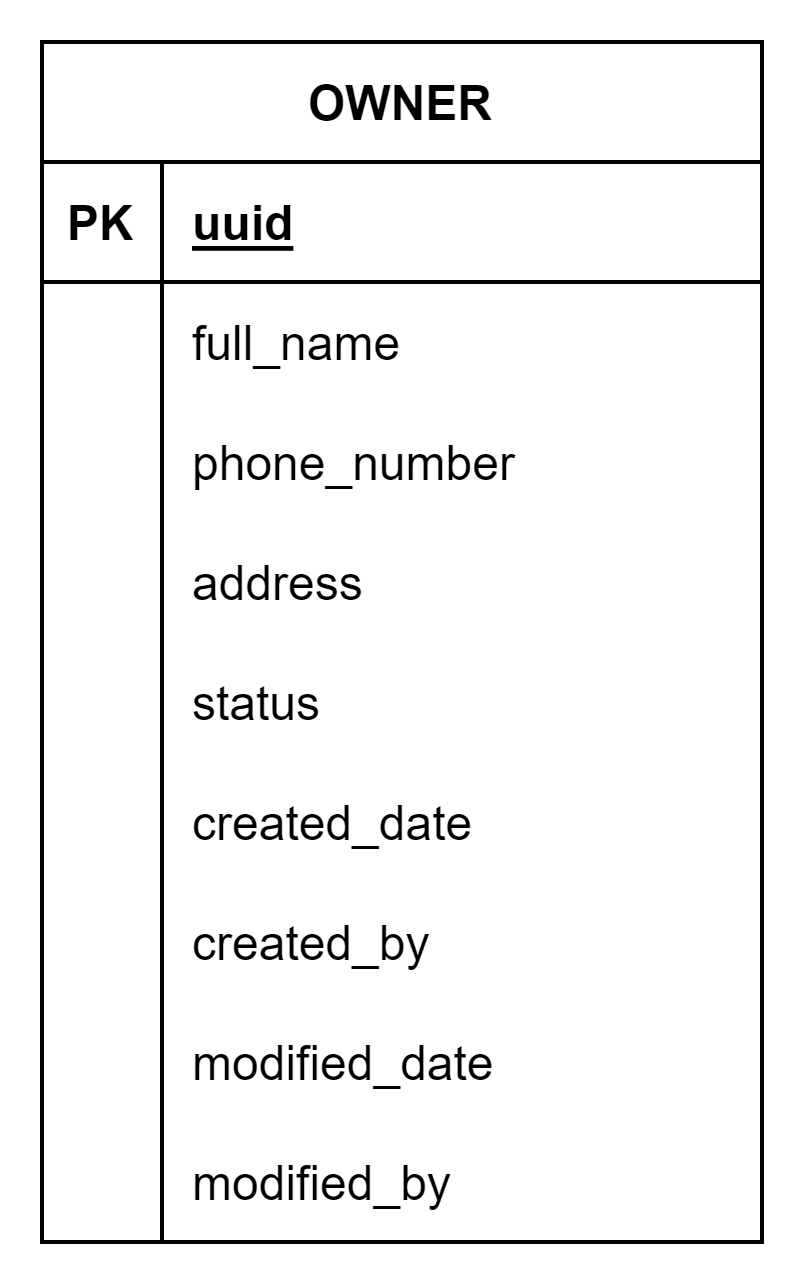 OWNER
PK uuid
full_name
phone_number
address
status
created_date
created_by
modified_date
modified_by